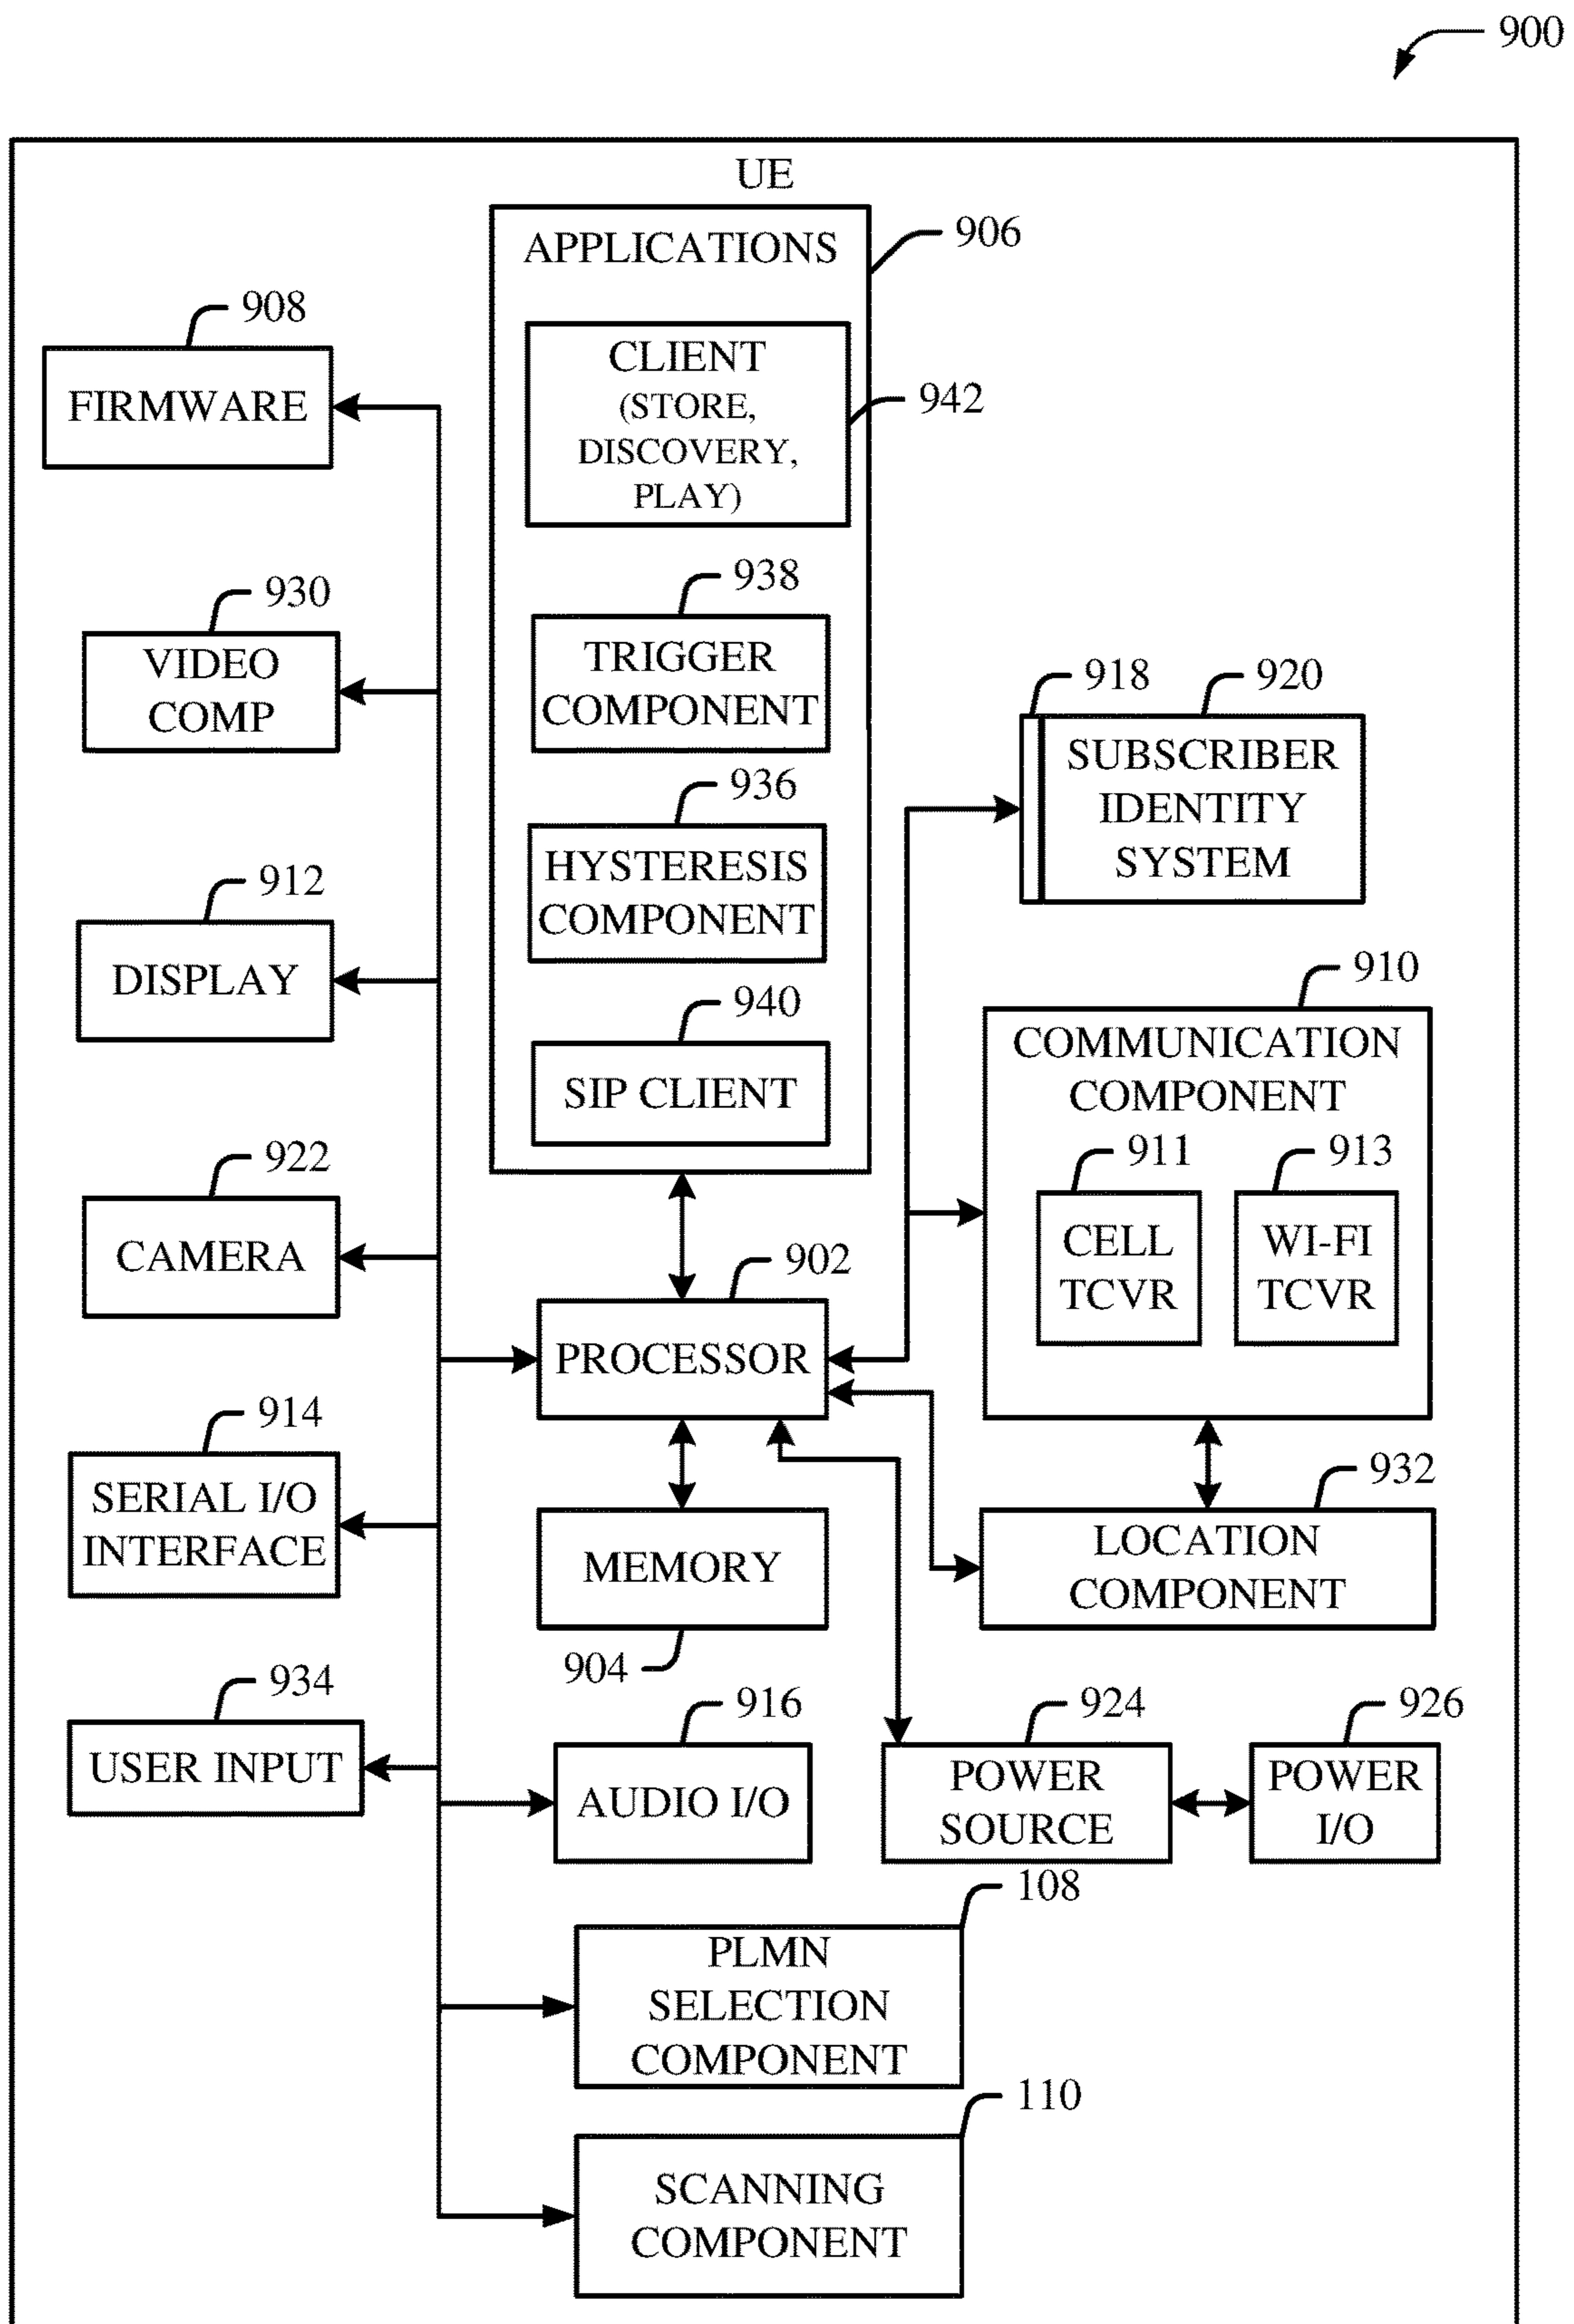 900
UE
APPLICATIONS
906
CLIENT
(STORE,
DISCOVERY,
PLAY)
942
908
FIRMWARE
938
TRIGGER
COMPONENT
930
VIDEO
COMP
918
920
SUBSCRIBER
IDENTITY
SYSTEM
936
HYSTERESIS
COMPONENT
912
DISPLAY
940
SIP CLIENT
910
COMMUNICATION
COMPONENT
911
CELL
TCVR
913
WI-FI
TCVR
922
CAMERA
902
PROCESSOR
914
SERIAL I/O
INTERFACE
MEMORY
904
932
LOCATION
COMPONENT
934
USER INPUT
916
AUDIO I/O
924
POWER
SOURCE
926
POWER
I/O
108
PLMN
SELECTION
COMPONENT
110
SCANNING
COMPONENT